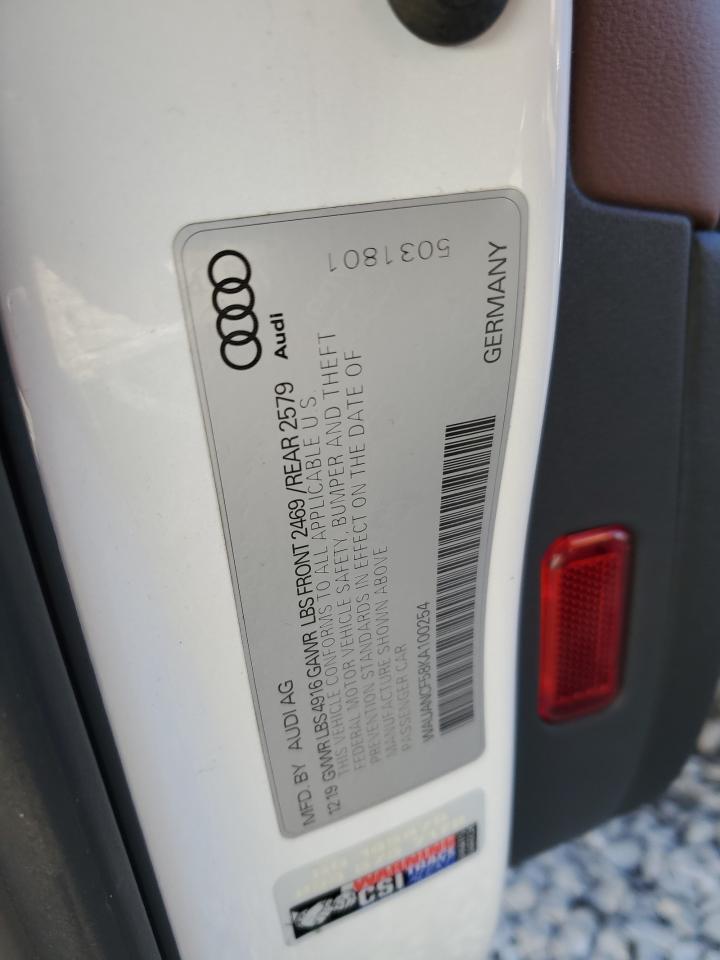 Audi
5031801
MFD. BY AUDI AG
12 19 GVWR LBS 4916 GAWR LBS FRONT 2469 / REAR 2579
THIS VEHICLE CONFORMS TO ALL APPLICABLE U.S.
FEDERAL MOTOR VEHICLE SAFETY, BUMPER AND THEFT
PREVENTION STANDARDS IN EFFECT ON THE DATE OF
MANUFACTURE SHOWN ABOVE
PASSENGER CAR
WAUANCF58KA100254
GERMANY
WARNING
CSI